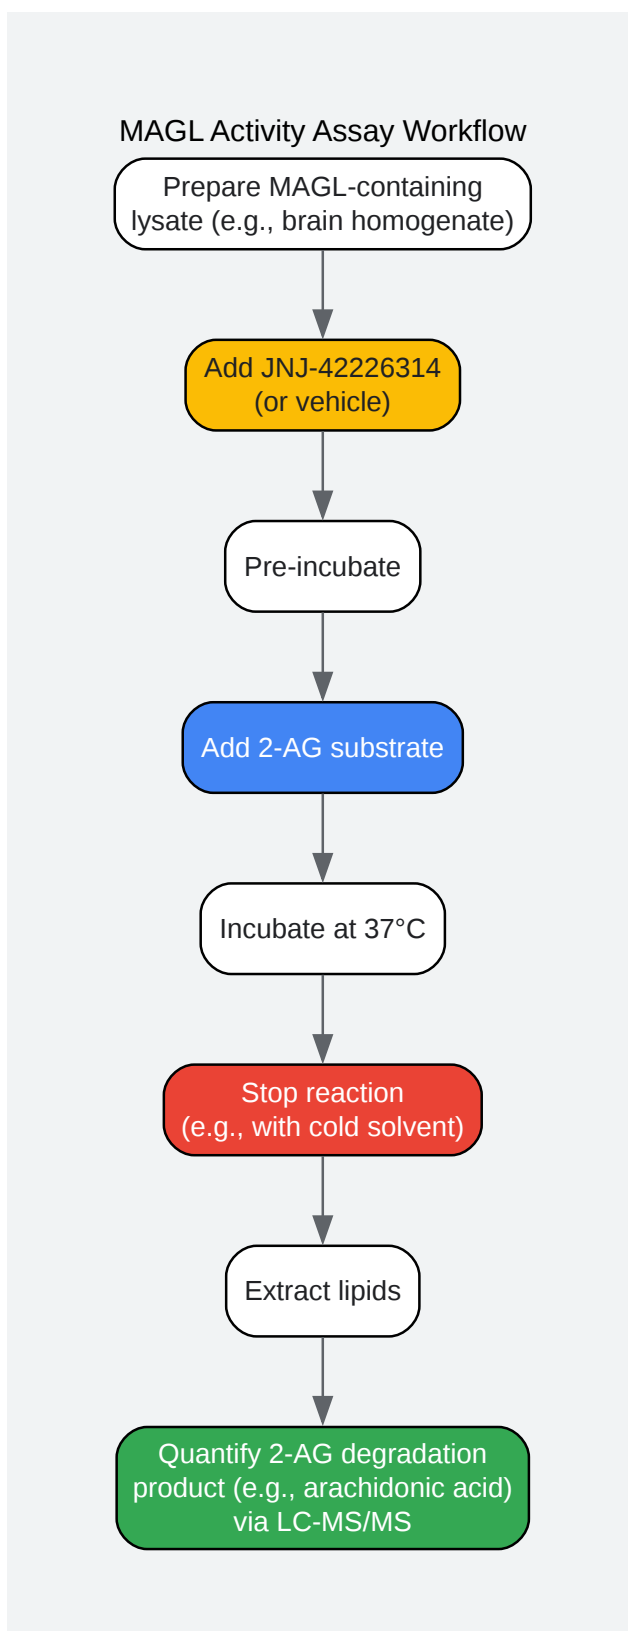 MAGL Activity Assay Workflow
Prepare MAGL-containing
lysate (e.g., brain homogenate)
Add JNJ-42226314
(or vehicle)
Pre-incubate
Add 2-AG substrate
Incubate at 37°C
Stop reaction
(e.g., with cold solvent)
Extract lipids
Quantify 2-AG degradation
product (e.g., arachidonic acid)
via LC-MS/MS